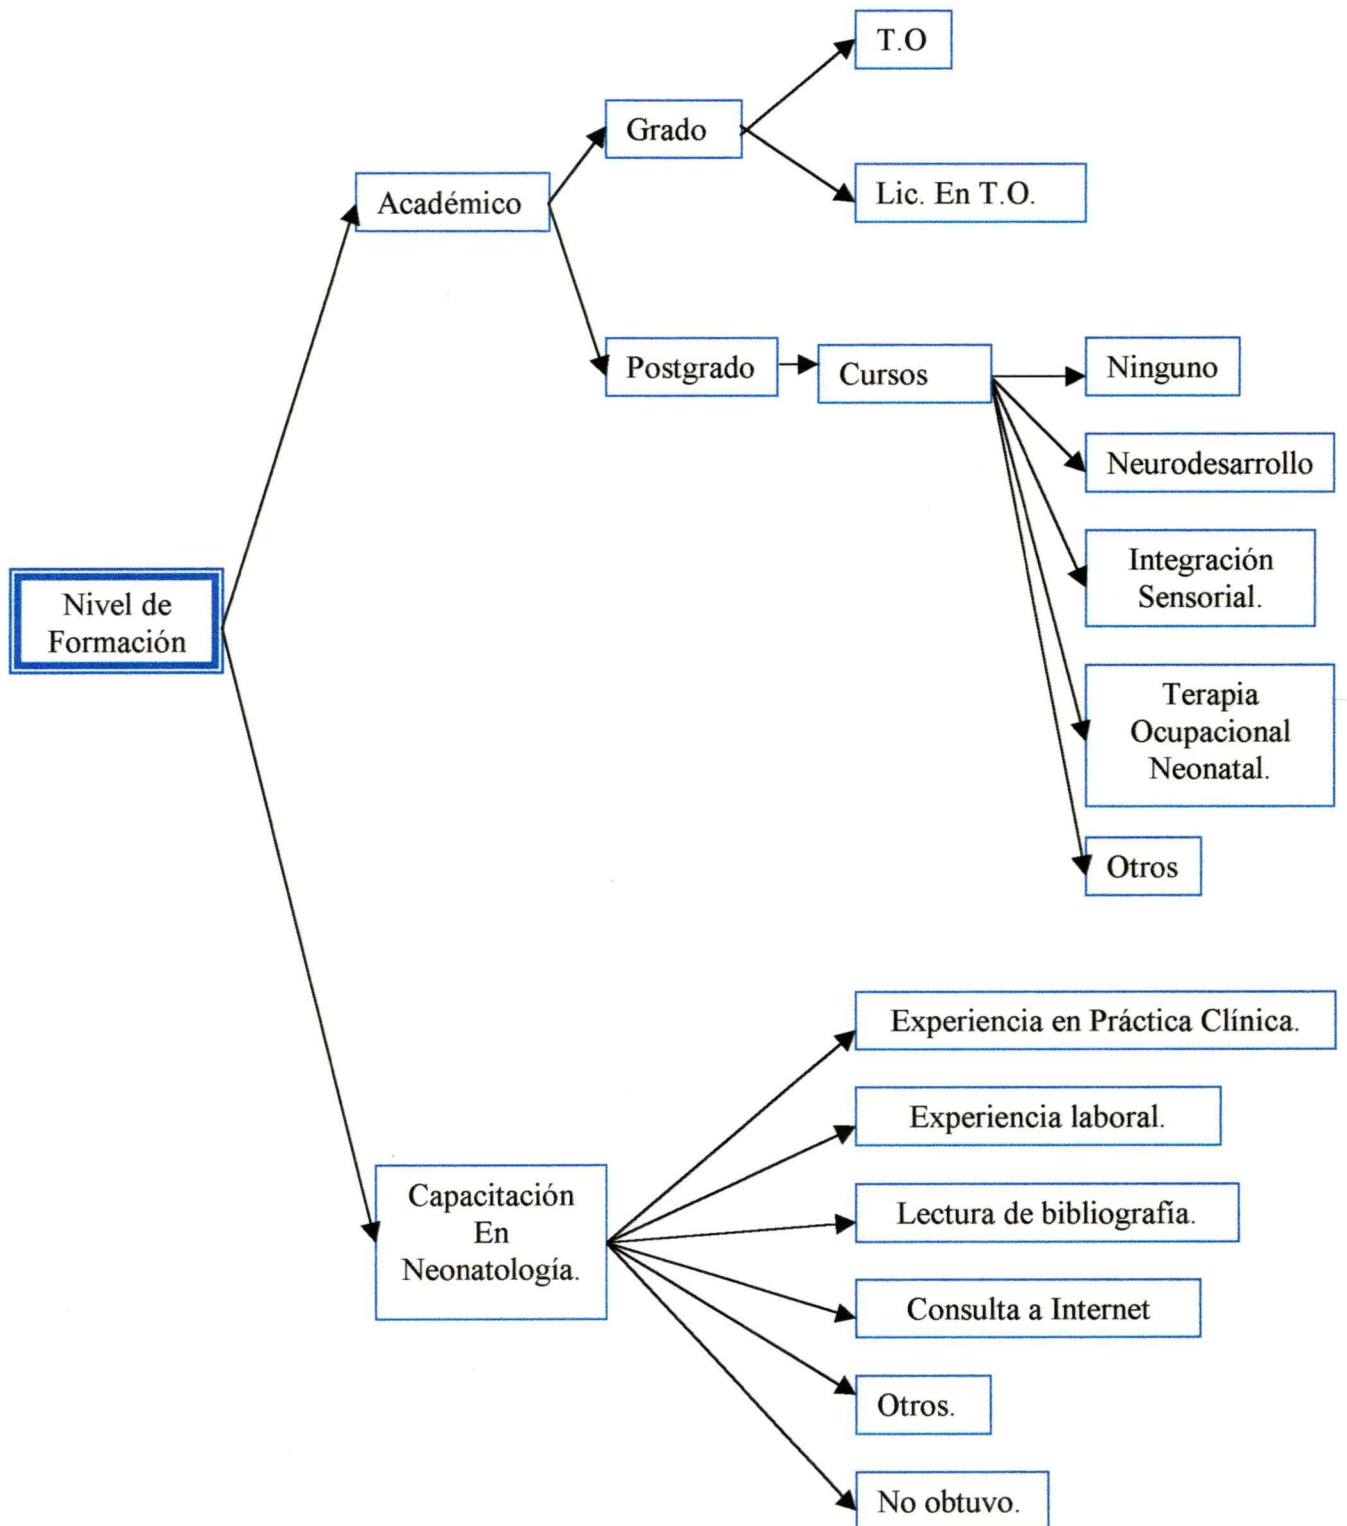 T.O
Grado
Lic. En T.O.
Académico
Postgrado
Cursos
Ninguno
Neurodesarrollo
Integración
Sensorial.
Terapia
Ocupacional
Neonatal.
Otros
Nivel de
Formación
Capacitación
En
Neonatología.
Experiencia en Práctica Clínica.
Experiencia laboral.
Lectura de bibliografía.
Consulta a Internet
Otros.
No obtuvo.